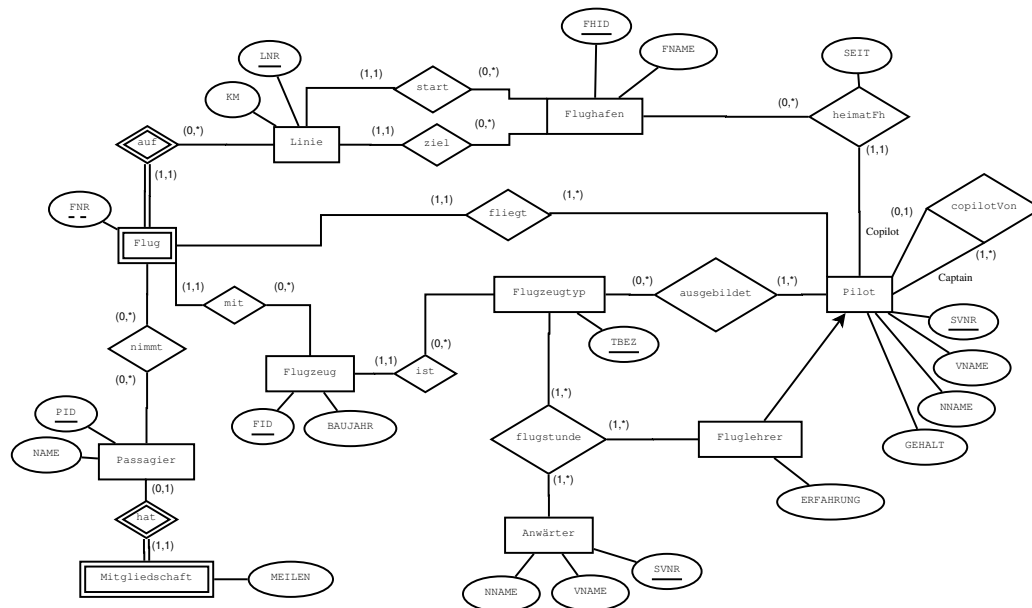 FHID
SEIT
LNR
FNAME
(1,1)
(0,*)
start
KM
(0,*)
Flughafen
heimatFh
(0,*)
auf
Linie
(1,1)
ziel
(0,*)
(1,1)
(1,1)
FNR
(1,1)
fliegt
(1,*)
(0,1)
copilotVon
Copilot
Flug
(1,*)
Captain
(1,1)
mit
(0,*)
Flugzeugtyp
(0,*)
ausgebildet
(1,*)
Pilot
SVNR
(0,*)
nimmt
(0,*)
TBEZ
(0,*)
Flugzeug
(1,1)
ist
VNAME
(1,*)
NNAME
PID
FID
BAUJAHR
NAME
Passagier
flugstunde
(1,*)
Fluglehrer
GEHALT
(0,1)
(1,*)
ERFAHRUNG
hat
Anwärter
(1,1)
SVNR
Mitgliedschaft
MEILEN
NNAME
VNAME